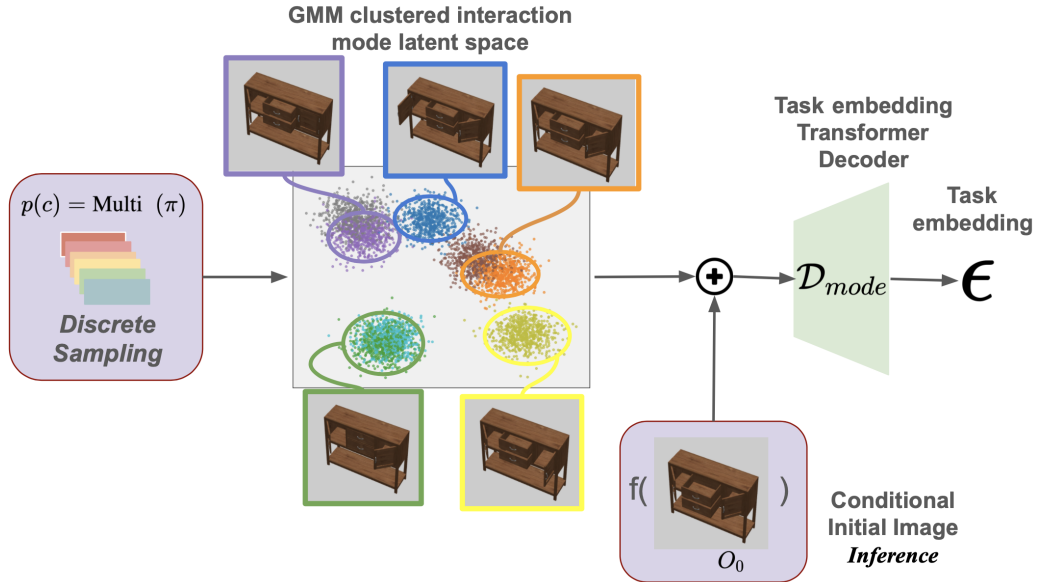 GMM clustered interaction
mode latent space
p(c) = Multi (π)
Discrete
Sampling
Task embedding
Transformer
Decoder
Task
embedding
+
𝒟mode
ϵ
f( )
O₀
Conditional
Initial Image
Inference